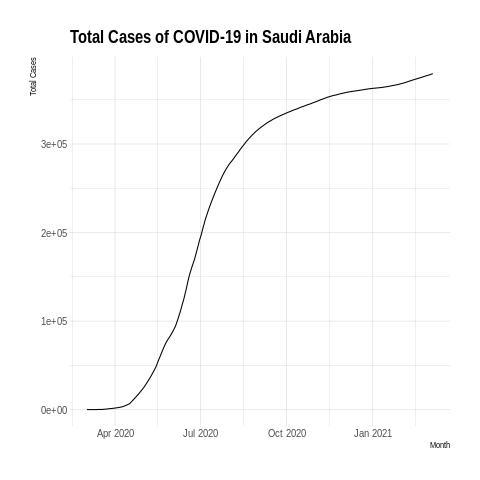 Total Cases of COVID-19 in Saudi Arabia
Total Cases
3e+05
2e+05
1e+05
0e+00
Apr 2020
Jul 2020
Oct 2020
Jan 2021
Month